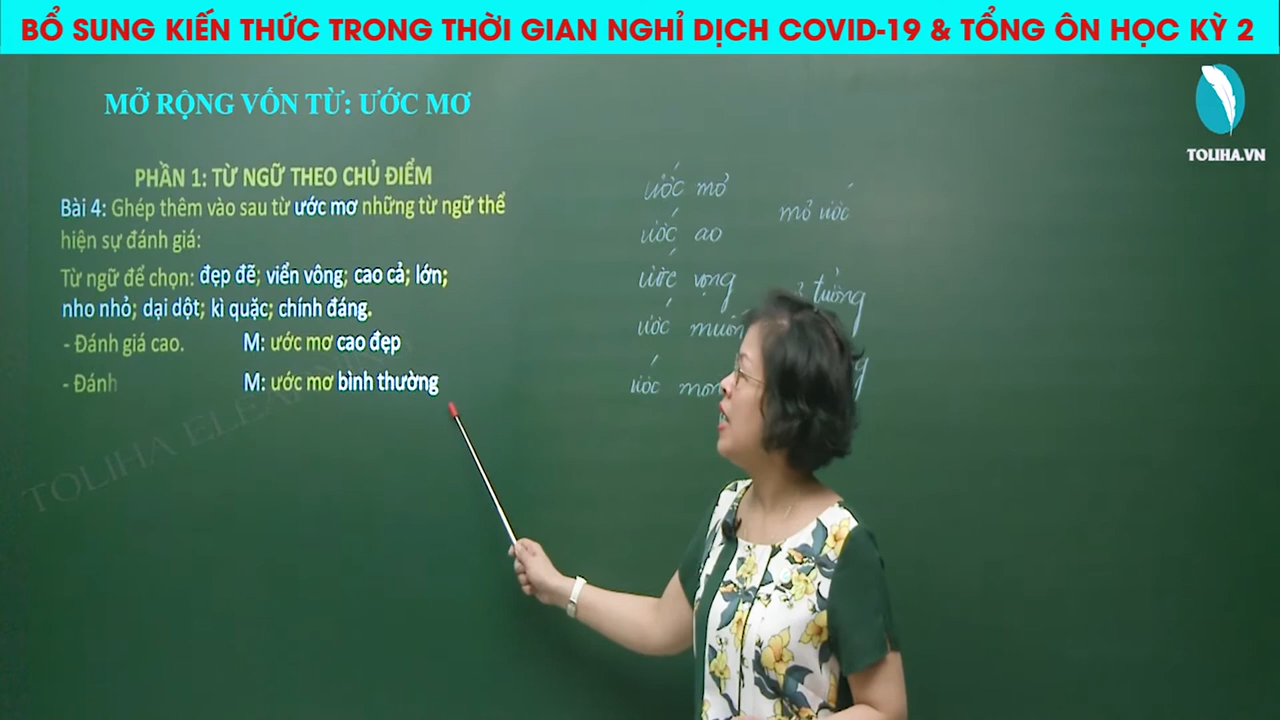 BỔ SUNG KIẾN THỨC TRONG THỜI GIAN NGHỈ DỊCH COVID-19 & TỔNG ÔN HỌC KỲ 2
TOLIHA.VN
MỞ RỘNG VỐN TỪ: ƯỚC MƠ
PHẦN 1: TỪ NGỮ THEO CHỦ ĐIỂM
Bài 4: Ghép thêm vào sau từ ước mơ những từ ngữ thể
hiện sự đánh giá:
Từ ngữ để chọn: đẹp đẽ; viển vông; cao cả; lớn;
nho nhỏ; dại dột; kì quặc; chính đáng.
- Đánh giá cao. M: ước mơ cao đẹp
- Đánh M: ước mơ bình thường
TOLIHA ELEARNING
ước mơ
mơ ước
ước ao
ước vọng
tưởng
ước muốn
ước